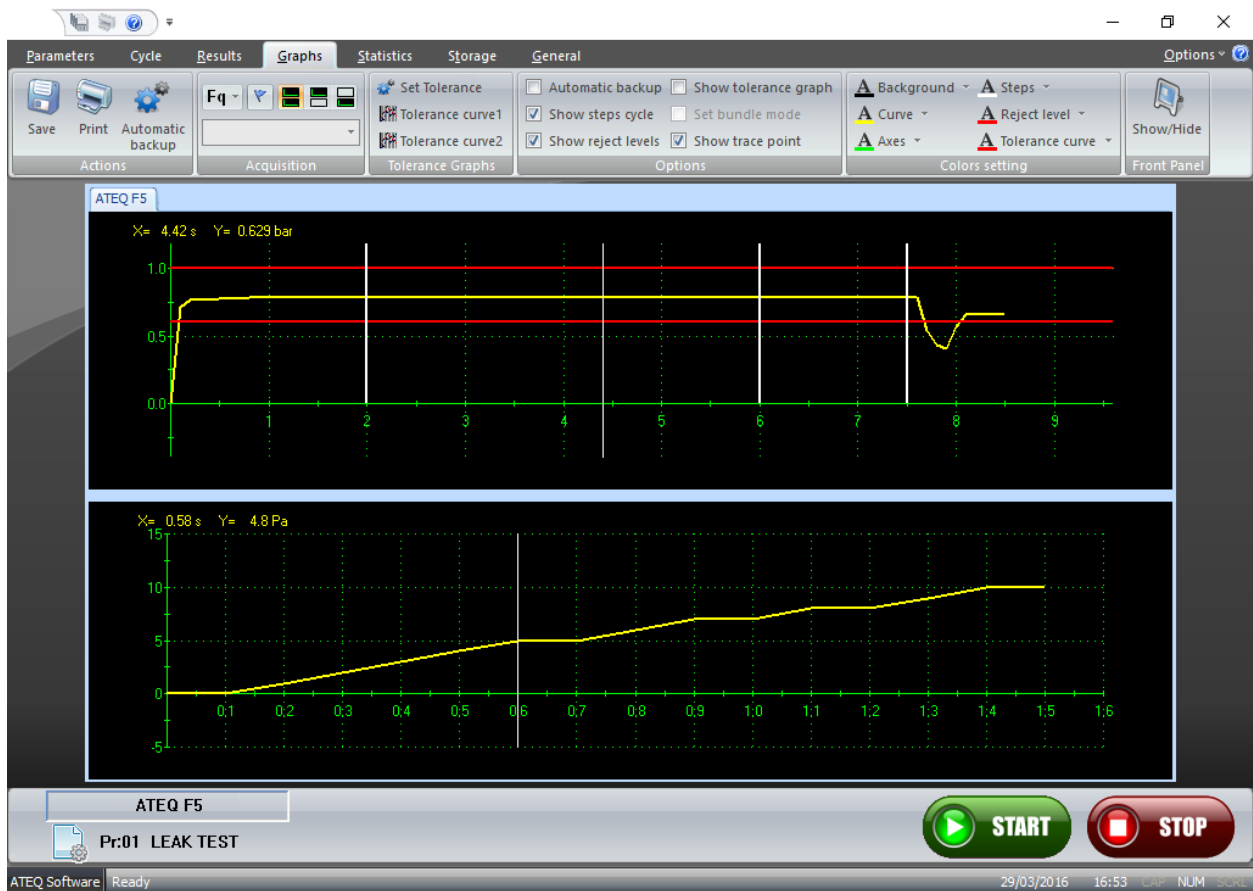 Parameters Cycle Results Graphs Statistics Storage General Options
Fq Set Tolerance Automatic backup Show tolerance graph Background Steps
Tolerance curve1 Show steps cycle Set bundle mode Curve Reject level
Save Print Automatic backup Tolerance curve2 Show reject levels Show trace point Axes Tolerance curve Show/Hide
Actions Acquisition Tolerance Graphs Options Colors setting Front Panel
ATEQ F5
X= 4.42 s Y= 0.629 bar
1.0
0.5
0.0
1 2 3 4 5 6 7 8 9
X= 0.58 s Y= 4.8 Pa
15
10
5
0
0;1 0;2 0;3 0;4 0;5 0;6 0;7 0;8 0;9 1;0 1;1 1;2 1;3 1;4 1;5 1;6
-5
ATEQ F5
START STOP
Pr:01 LEAK TEST
ATEQ Software Ready 29/03/2016 16:53 CAP NUM SCRL